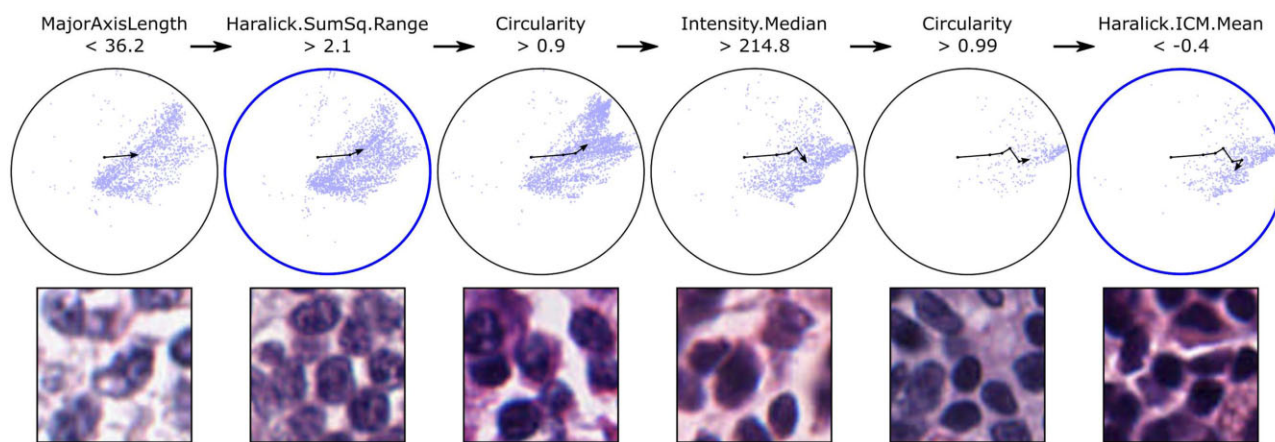 MajorAxisLength
< 36.2
Haralick.SumSq.Range
> 2.1
Circularity
> 0.9
Intensity.Median
> 214.8
Circularity
> 0.99
Haralick.ICM.Mean
< -0.4